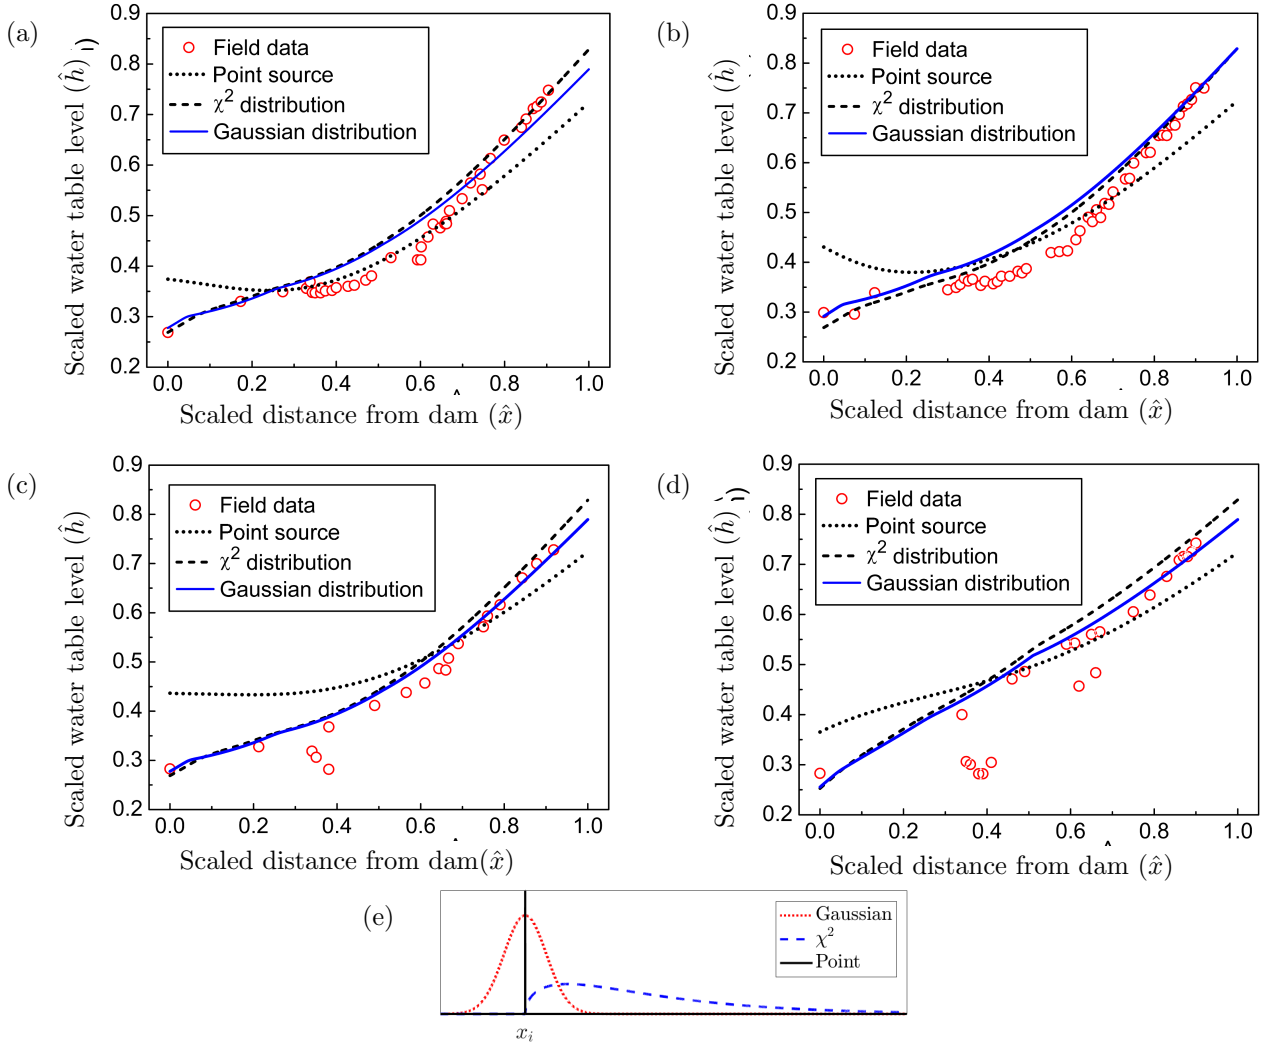 (a)
Scaled water table level (ĥ)
0.9
0.8
0.7
0.6
0.5
0.4
0.3
0.2
Field data
Point source
χ² distribution
Gaussian distribution
0.0 0.2 0.4 0.6 0.8 1.0
Scaled distance from dam (x̂)
(b)
Scaled water table level (ĥ)
0.9
0.8
0.7
0.6
0.5
0.4
0.3
0.2
Field data
Point source
χ² distribution
Gaussian distribution
0.0 0.2 0.4 0.6 0.8 1.0
Scaled distance from dam (x̂)
(c)
Scaled water table level (ĥ)
0.9
0.8
0.7
0.6
0.5
0.4
0.3
0.2
Field data
Point source
χ² distribution
Gaussian distribution
0.0 0.2 0.4 0.6 0.8 1.0
Scaled distance from dam(x̂)
(d)
Scaled water table level (ĥ)
0.9
0.8
0.7
0.6
0.5
0.4
0.3
0.2
Field data
Point source
χ² distribution
Gaussian distribution
0.0 0.2 0.4 0.6 0.8 1.0
Scaled distance from dam (x̂)
(e)
Gaussian
χ²
Point
xᵢ